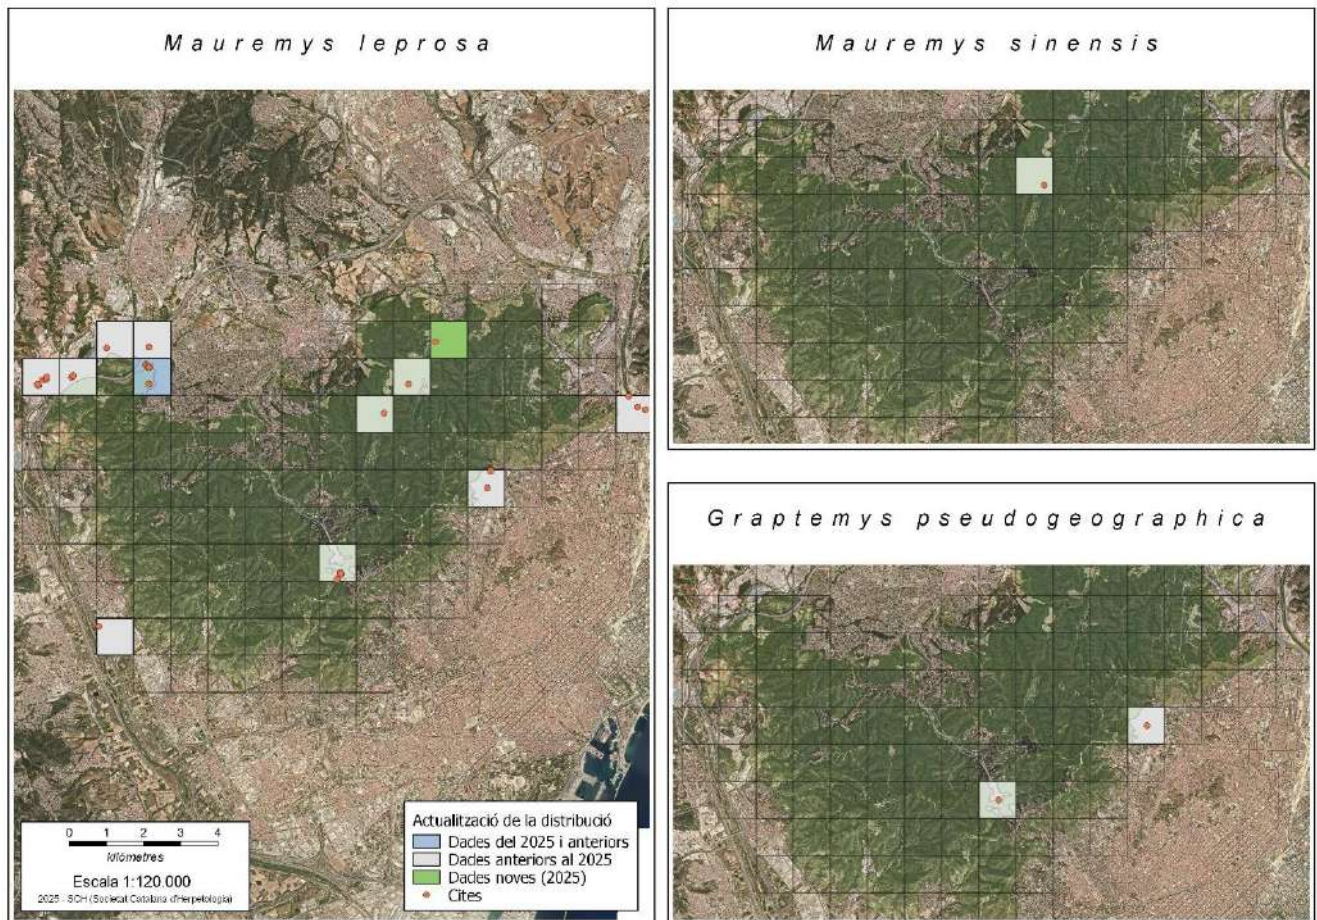 Mauremys leprosa
Mauremys sinensis
Graptemys pseudogeographica
0 1 2 3 4
kilòmetres
Escala 1:120.000
2025 - SCH (Societat Catalana d'Herpetologia)
Actualització de la distribució
Dades del 2025 i anteriors
Dades anteriors al 2025
Dades noves (2025)
Cites